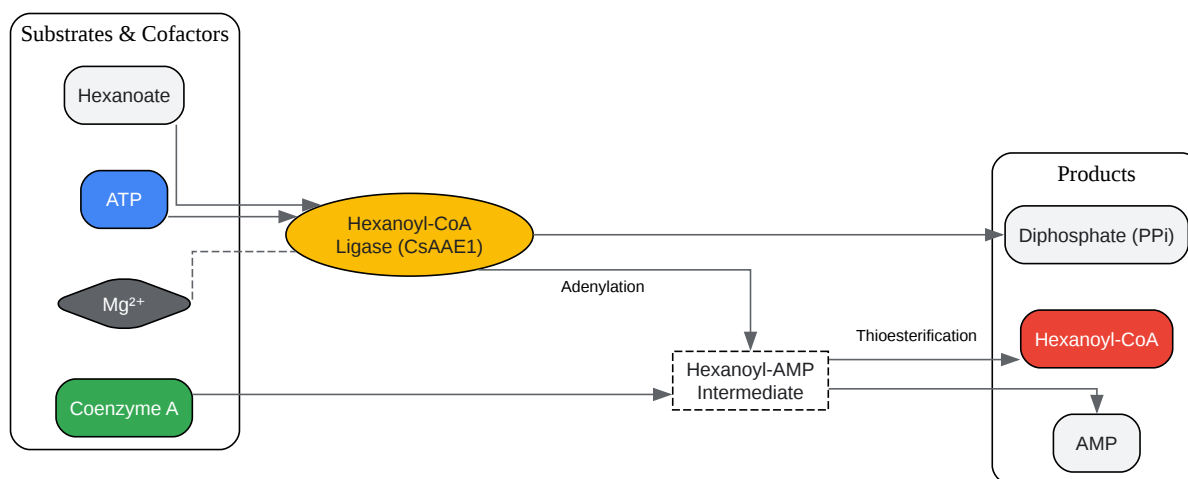 Substrates & Cofactors
Hexanoate
ATP
Mg²⁺
Coenzyme A
Hexanoyl-CoA
Ligase (CsAAE1)
Adenylation
Hexanoyl-AMP
Intermediate
Thioesterification
Products
Diphosphate (PPi)
Hexanoyl-CoA
AMP